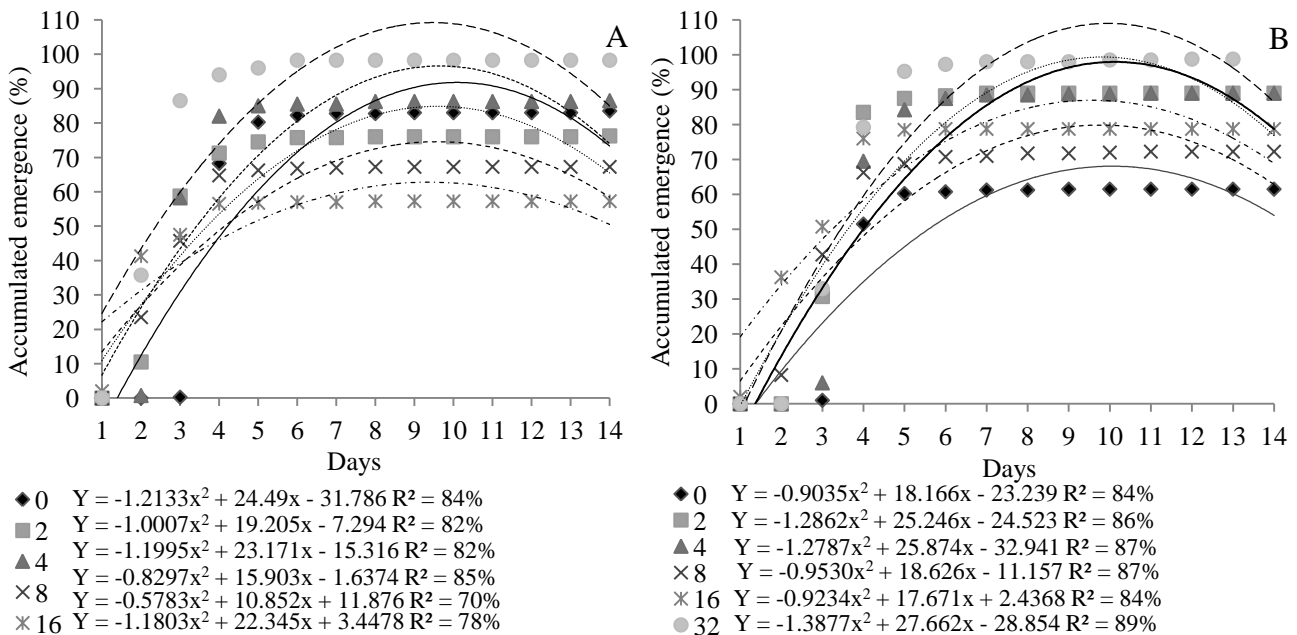 A
Accumulated emergence (%)
110
100
90
80
70
60
50
40
30
20
10
0
1 2 3 4 5 6 7 8 9 10 11 12 13 14
Days
0 Y = -1.2133x² + 24.49x - 31.786 R² = 84%
2 Y = -1.0007x² + 19.205x - 7.294 R² = 82%
4 Y = -1.1995x² + 23.171x - 15.316 R² = 82%
Y = -0.8297x² + 15.903x - 1.6374 R² = 85%
8 Y = -0.5783x² + 10.852x + 11.876 R² = 70%
16 Y = -1.1803x² + 22.345x + 3.4478 R² = 78%
B
Accumulated emergence (%)
110
100
90
80
70
60
50
40
30
20
10
0
1 2 3 4 5 6 7 8 9 10 11 12 13 14
Days
0 Y = -0.9035x² + 18.166x - 23.239 R² = 84%
2 Y = -1.2862x² + 25.246x - 24.523 R² = 86%
4 Y = -1.2787x² + 25.874x - 32.941 R² = 87%
8 Y = -0.9530x² + 18.626x - 11.157 R² = 87%
16 Y = -0.9234x² + 17.671x + 2.4368 R² = 84%
32 Y = -1.3877x² + 27.662x - 28.854 R² = 89%